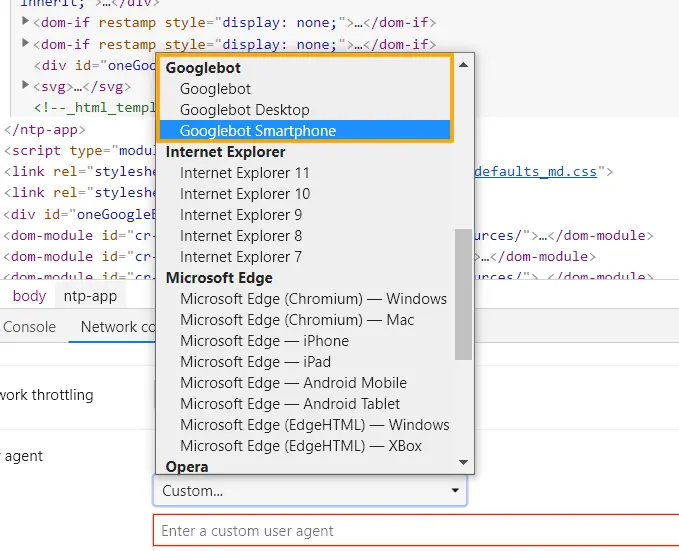 inherit;">…</div>
<dom-if restamp style="display: none;">…</dom-if>
<dom-if restamp style="display: none;">…</dom-if>
<div id="oneGoo
<svg>…</svg>
<!--_html_templ
</ntp-app>
<script type="modul
<link rel="styleshe
defaults_md.css">
<link rel="styleshe
<div id="oneGoogleB
<dom-module id="cr-
urces/">…</dom-module>
<dom-module id="cr-
>…</dom-module>
<dom-module id="cr-
urces/">…</dom-module>
Googlebot
Googlebot
Googlebot Desktop
Googlebot Smartphone
Internet Explorer
Internet Explorer 11
Internet Explorer 10
Internet Explorer 9
Internet Explorer 8
Internet Explorer 7
Microsoft Edge
Microsoft Edge (Chromium) — Windows
Microsoft Edge (Chromium) — Mac
Microsoft Edge — iPhone
Microsoft Edge — iPad
Microsoft Edge — Android Mobile
Microsoft Edge — Android Tablet
Microsoft Edge (EdgeHTML) — Windows
Microsoft Edge (EdgeHTML) — XBox
Opera
body ntp-app
Console Network co
work throttling
r agent
Custom...
Enter a custom user agent